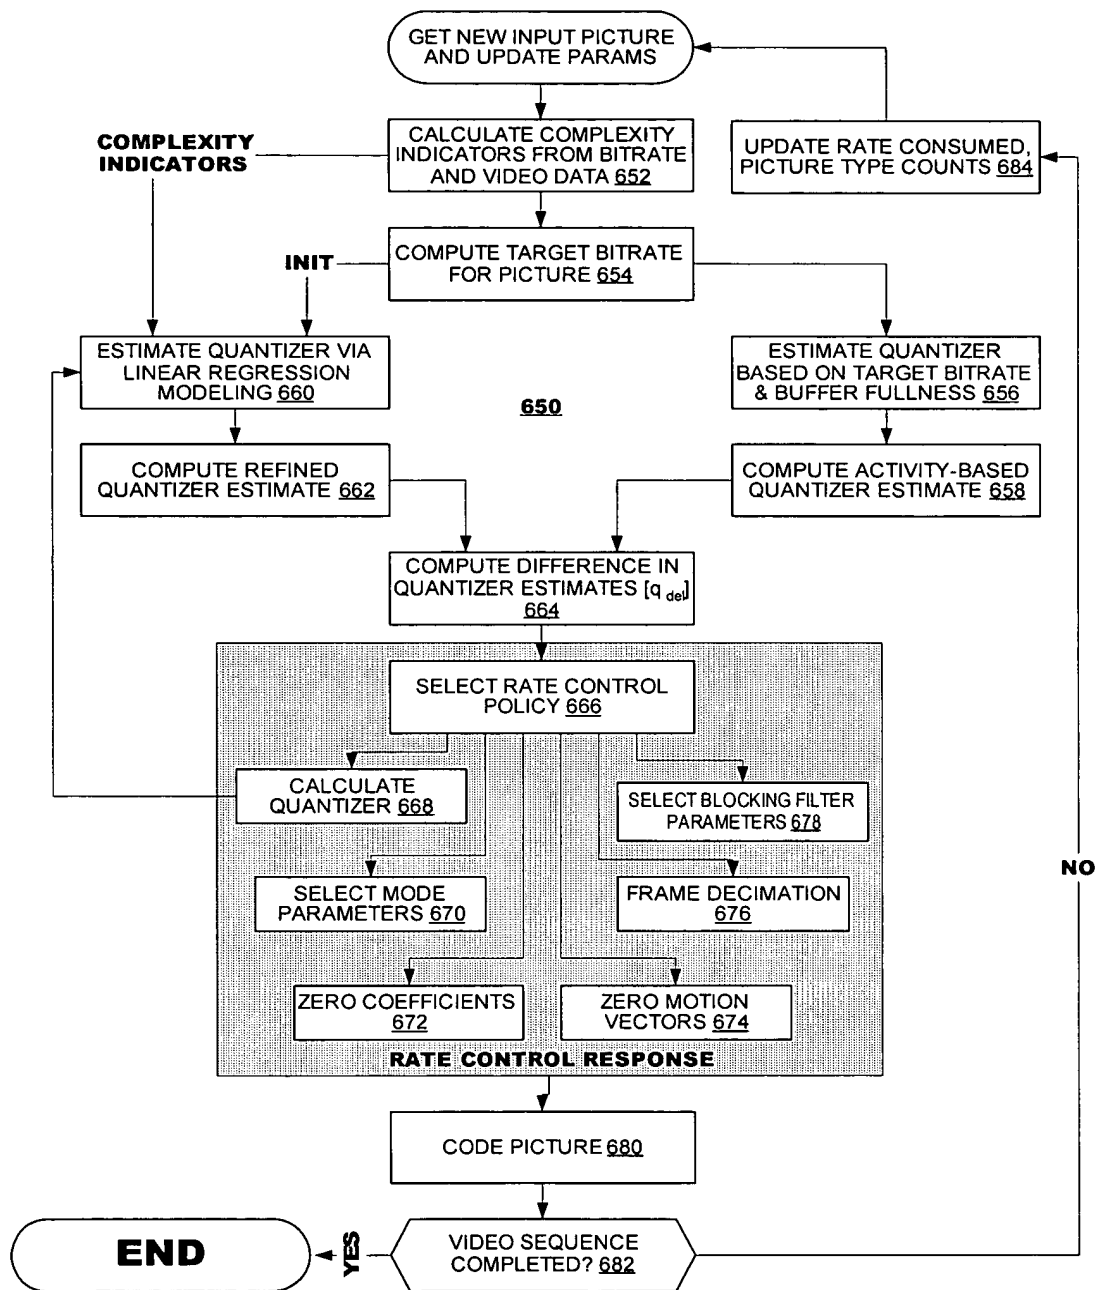 GET NEW INPUT PICTURE
AND UPDATE PARAMS
COMPLEXITY
INDICATORS
CALCULATE COMPLEXITY
INDICATORS FROM BITRATE
AND VIDEO DATA 652
UPDATE RATE CONSUMED,
PICTURE TYPE COUNTS 684
INIT
COMPUTE TARGET BITRATE
FOR PICTURE 654
ESTIMATE QUANTIZER VIA
LINEAR REGRESSION
MODELING 660
ESTIMATE QUANTIZER
BASED ON TARGET BITRATE
& BUFFER FULLNESS 656
650
COMPUTE REFINED
QUANTIZER ESTIMATE 662
COMPUTE ACTIVITY-BASED
QUANTIZER ESTIMATE 658
COMPUTE DIFFERENCE IN
QUANTIZER ESTIMATES [q del]
664
SELECT RATE CONTROL
POLICY 666
CALCULATE
QUANTIZER 668
SELECT BLOCKING FILTER
PARAMETERS 678
SELECT MODE
PARAMETERS 670
FRAME DECIMATION
676
NO
ZERO COEFFICIENTS
672
ZERO MOTION
VECTORS 674
RATE CONTROL RESPONSE
CODE PICTURE 680
END
YES
VIDEO SEQUENCE
COMPLETED? 682